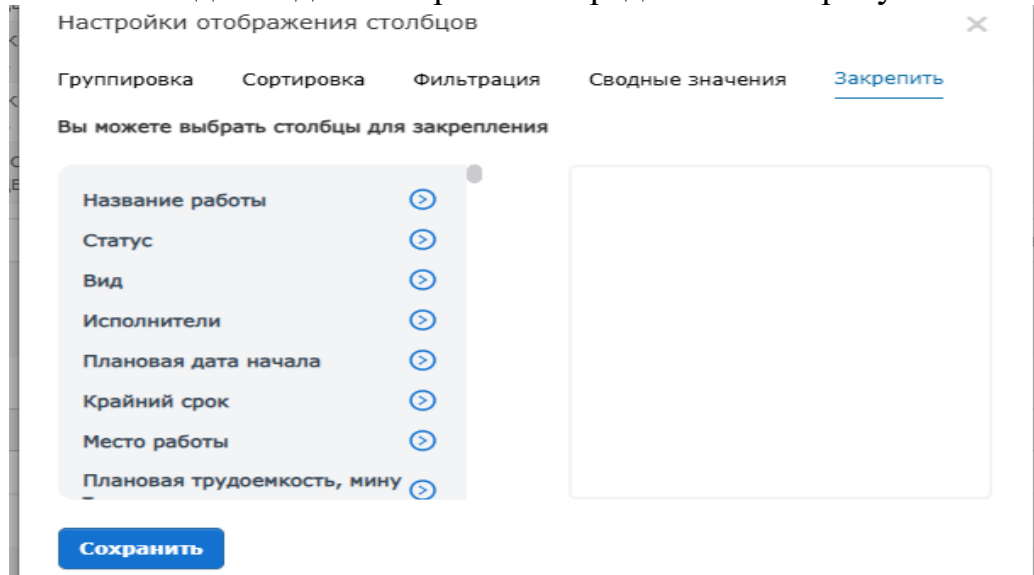 Настройки отображения столбцов
Группировка Сортировка Фильтрация Сводные значения Закрепить
Вы можете выбрать столбцы для закрепления
Название работы
Статус
Вид
Исполнители
Плановая дата начала
Крайний срок
Место работы
Плановая трудоемкость, мину
Сохранить